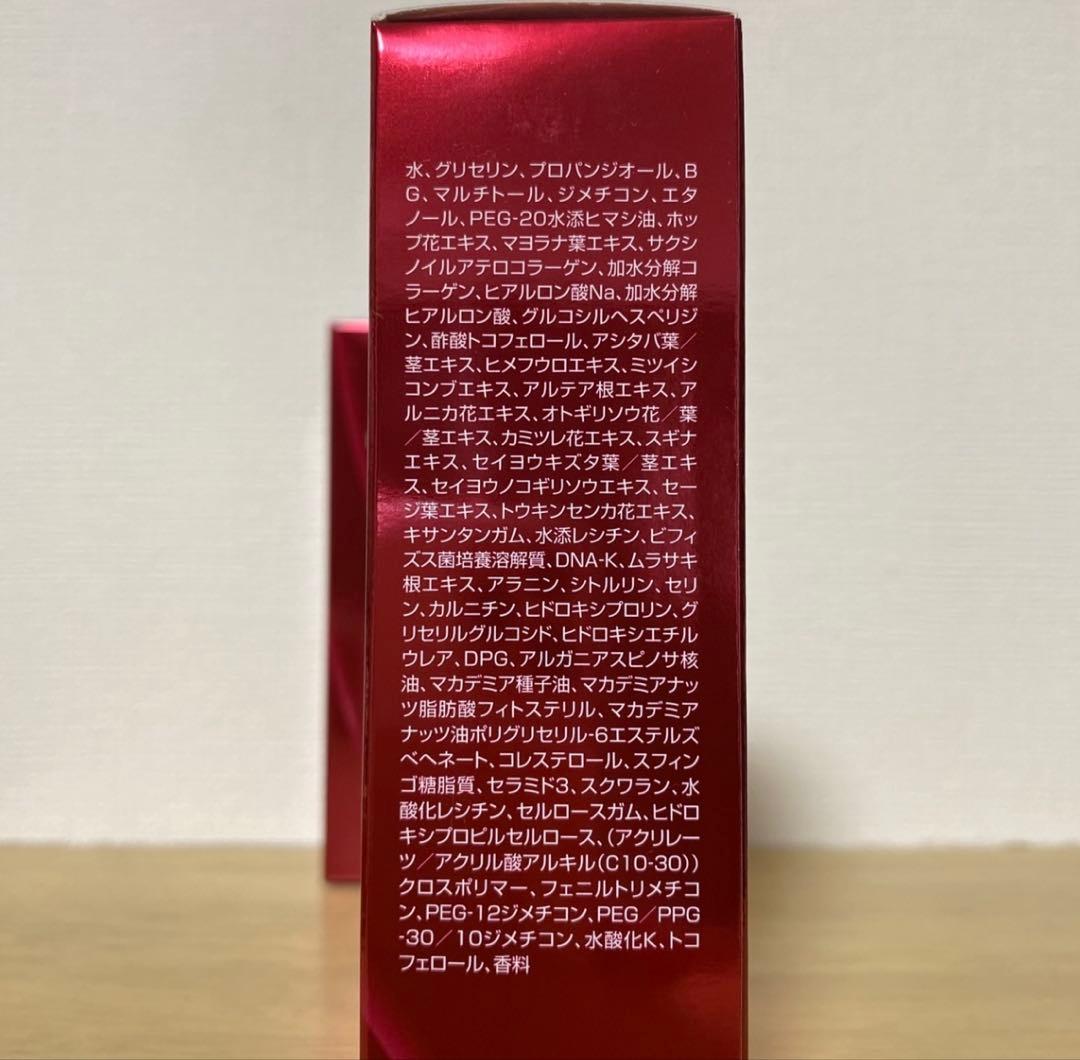 水、グリセリン、プロパンジオール、B
G、マルチトール、ジメチコン、エタ
ノール、PEG-20水添ヒマシ油、ホッ
プ花エキス、マヨラナ葉エキス、サクシ
ノイルアテロコラーゲン、加水分解コ
ラーゲン、ヒアルロン酸Na、加水分解
ヒアルロン酸、グルコシルヘスペリジ
ン、酢酸トコフェロール、アシタバ葉／
茎エキス、ヒメフウロエキス、ミツイシ
コンブエキス、アルテア根エキス、ア
ルニカ花エキス、オトギリソウ花／葉
／茎エキス、カミツレ花エキス、スギナ
エキス、セイヨウキズタ葉／茎エキ
ス、セイヨウノコギリソウエキス、セー
ジ葉エキス、トウキンセンカ花エキス、
キサンタンガム、水添レシチン、ビフィ
ズス菌培養溶解質、DNA-K、ムラサキ
根エキス、アラニン、シトルリン、セリ
ン、カルニチン、ヒドロキシプロリン、グ
リセリルグルコシド、ヒドロキシエチル
ウレア、DPG、アルガニアスピノサ核
油、マカデミア種子油、マカデミアナッ
ツ脂肪酸フィトステリル、マカデミア
ナッツ油ポリグリセリル-6エステルズ
ベヘネート、コレステロール、スフィン
ゴ糖脂質、セラミド3、スクワラン、水
酸化レシチン、セルロースガム、ヒドロ
キシプロピルセルロース、（アクリレー
ツ／アクリル酸アルキル（C10-30））
クロスポリマー、フェニルトリメチコ
ン、PEG-12ジメチコン、PEG／PPG
-30／10ジメチコン、水酸化K、トコ
フェロール、香料